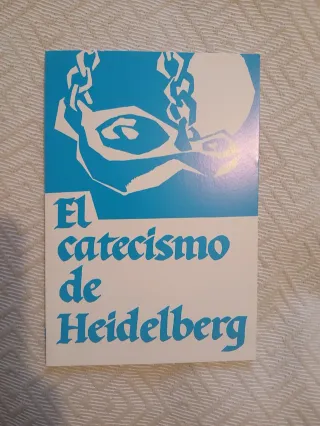 El
catecismo
de
Heidelberg